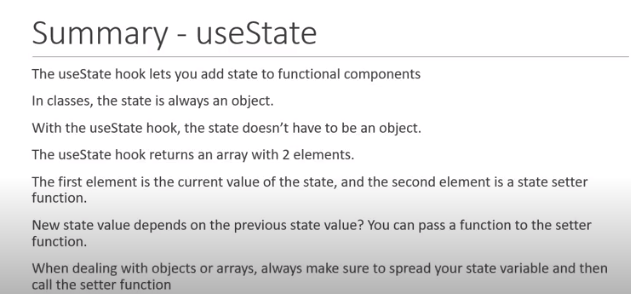 Summary - useState
The useState hook lets you add state to functional components
In classes, the state is always an object.
With the useState hook, the state doesn’t have to be an object.
The useState hook returns an array with 2 elements.
The first element is the current value of the state, and the second element is a state setter
function.
New state value depends on the previous state value? You can pass a function to the setter
function.
When dealing with objects or arrays, always make sure to spread your state variable and then
call the setter function